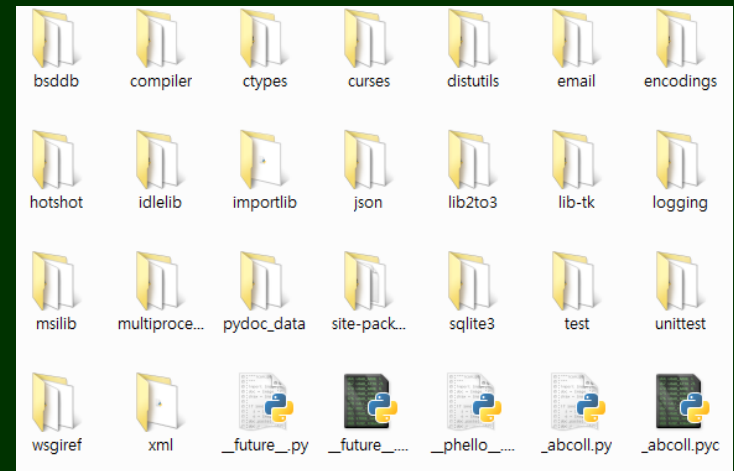 bsddb compiler ctypes curses distutils email encodings
hotshot idlelib importlib json lib2to3 lib-tk logging
msilib multiproce... pydoc_data site-pack... sqlite3 test unittest
wsgiref xml __future__.py __future__.... __phello__.... _abcoll.py _abcoll.pyc